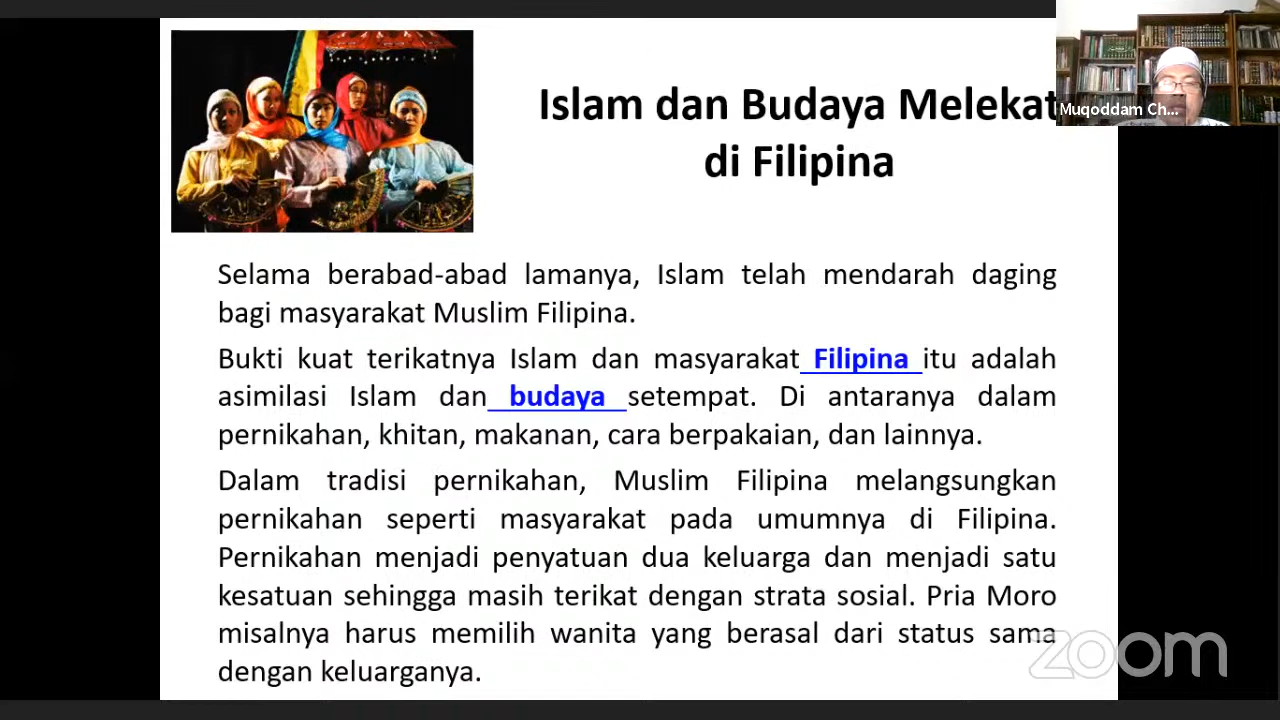 Islam dan Budaya Melekat
di Filipina
Muqoddam Ch...
Selama berabad-abad lamanya, Islam telah mendarah daging
bagi masyarakat Muslim Filipina.
Bukti kuat terikatnya Islam dan masyarakat Filipina itu adalah
asimilasi Islam dan budaya setempat. Di antaranya dalam
pernikahan, khitan, makanan, cara berpakaian, dan lainnya.
Dalam tradisi pernikahan, Muslim Filipina melangsungkan
pernikahan seperti masyarakat pada umumnya di Filipina.
Pernikahan menjadi penyatuan dua keluarga dan menjadi satu
kesatuan sehingga masih terikat dengan strata sosial. Pria Moro
misalnya harus memilih wanita yang berasal dari status sama
dengan keluarganya.
zoom